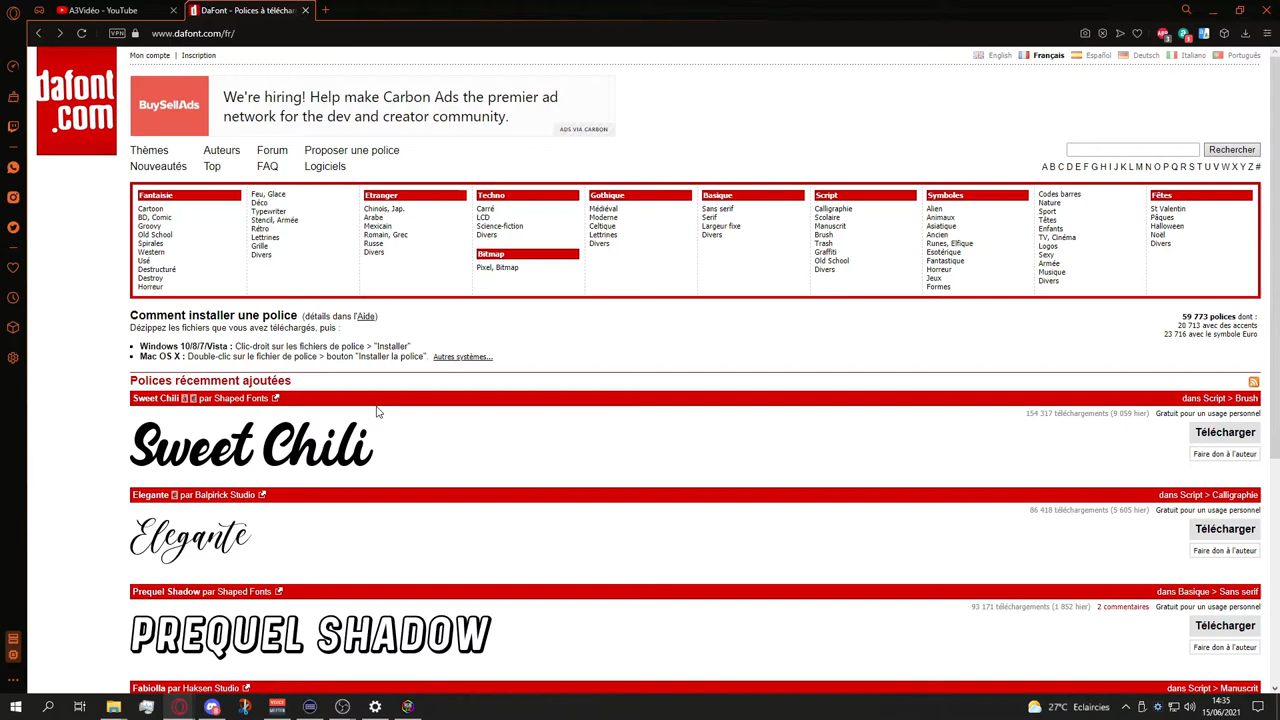 A3Vidéo - YouTube
DaFont - Polices à téléchar
VPN
www.dafont.com/fr/
Mon compte | Inscription
English Français Español Deutsch Italiano Português
dafont
.com
BuySellAds
We're hiring! Help make Carbon Ads the premier ad
network for the dev and creator community.
ADS VIA CARBON
Thèmes Auteurs Forum Proposer une police
Nouveautés Top FAQ Logiciels
Rechercher
A B C D E F G H I J K L M N O P Q R S T U V W X Y Z #
Fantaisie
Cartoon
BD, Comic
Groovy
Old School
Spirales
Western
Usé
Destructuré
Destroy
Horreur
Feu, Glace
Déco
Typewriter
Stencil, Armée
Rétro
Lettrines
Grille
Divers
Etranger
Chinois, Jap.
Arabe
Mexicain
Romain, Grec
Russe
Divers
Techno
Carré
LCD
Science-fiction
Divers
Bitmap
Pixel, Bitmap
Gothique
Médiéval
Moderne
Celtique
Lettrines
Divers
Basique
Sans serif
Serif
Largeur fixe
Divers
Script
Calligraphie
Scolaire
Manuscrit
Brush
Trash
Graffiti
Old School
Divers
Symboles
Alien
Animaux
Asiatique
Ancien
Runes, Elfique
Esotérique
Fantastique
Horreur
Jeux
Formes
Codes barres
Nature
Sport
Têtes
Enfants
TV, Cinéma
Logos
Sexy
Armée
Musique
Divers
Fêtes
St Valentin
Pâques
Halloween
Noël
Divers
Comment installer une police (détails dans l'Aide)
Dézippez les fichiers que vous avez téléchargés, puis :
Windows 10/8/7/Vista : Clic-droit sur les fichiers de police > "Installer"
Mac OS X : Double-clic sur le fichier de police > bouton "Installer la police". Autres systèmes...
59 773 polices dont :
20 713 avec des accents
23 716 avec le symbole Euro
Polices récemment ajoutées
Sweet Chili à € par Shaped Fonts dans Script > Brush
154 317 téléchargements (9 059 hier) Gratuit pour un usage personnel
Sweet Chili
Télécharger
Faire don à l'auteur
Elegante € par Balpirick Studio dans Script > Calligraphie
86 418 téléchargements (5 605 hier) Gratuit pour un usage personnel
Elegante
Télécharger
Faire don à l'auteur
Prequel Shadow par Shaped Fonts dans Basique > Sans serif
93 171 téléchargements (1 852 hier) 2 commentaires Gratuit pour un usage personnel
PREQUEL SHADOW
Télécharger
Faire don à l'auteur
Fabiolla par Haksen Studio dans Script > Manuscrit
27°C Eclaircies
14:35
15/06/2021